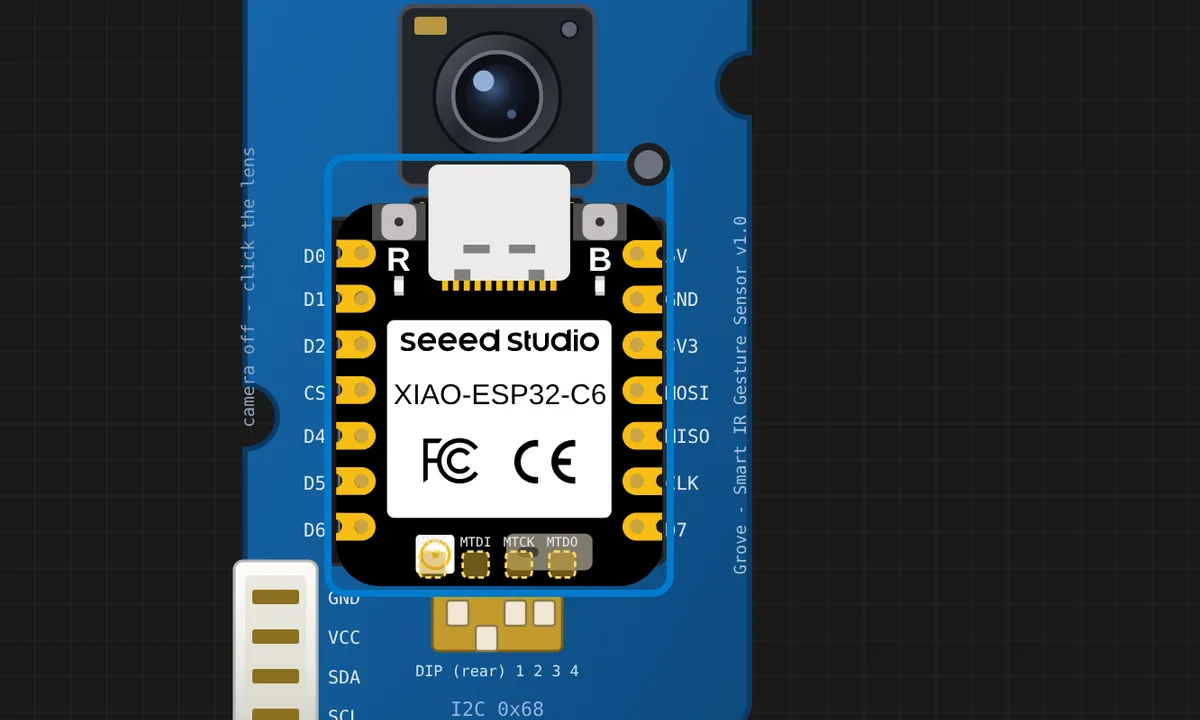 camera off - click the lens
Grove - Smart IR Gesture Sensor v1.0
D0
D1
D2
CS
D4
D5
D6
R
B
seeed studio
XIAO-ESP32-C6
FC CE
MTDI MTCK MTDO
GND
MOSI
MISO
CLK
D7
GND
VCC
SDA
SCL
DIP (rear) 1 2 3 4
I2C 0x68